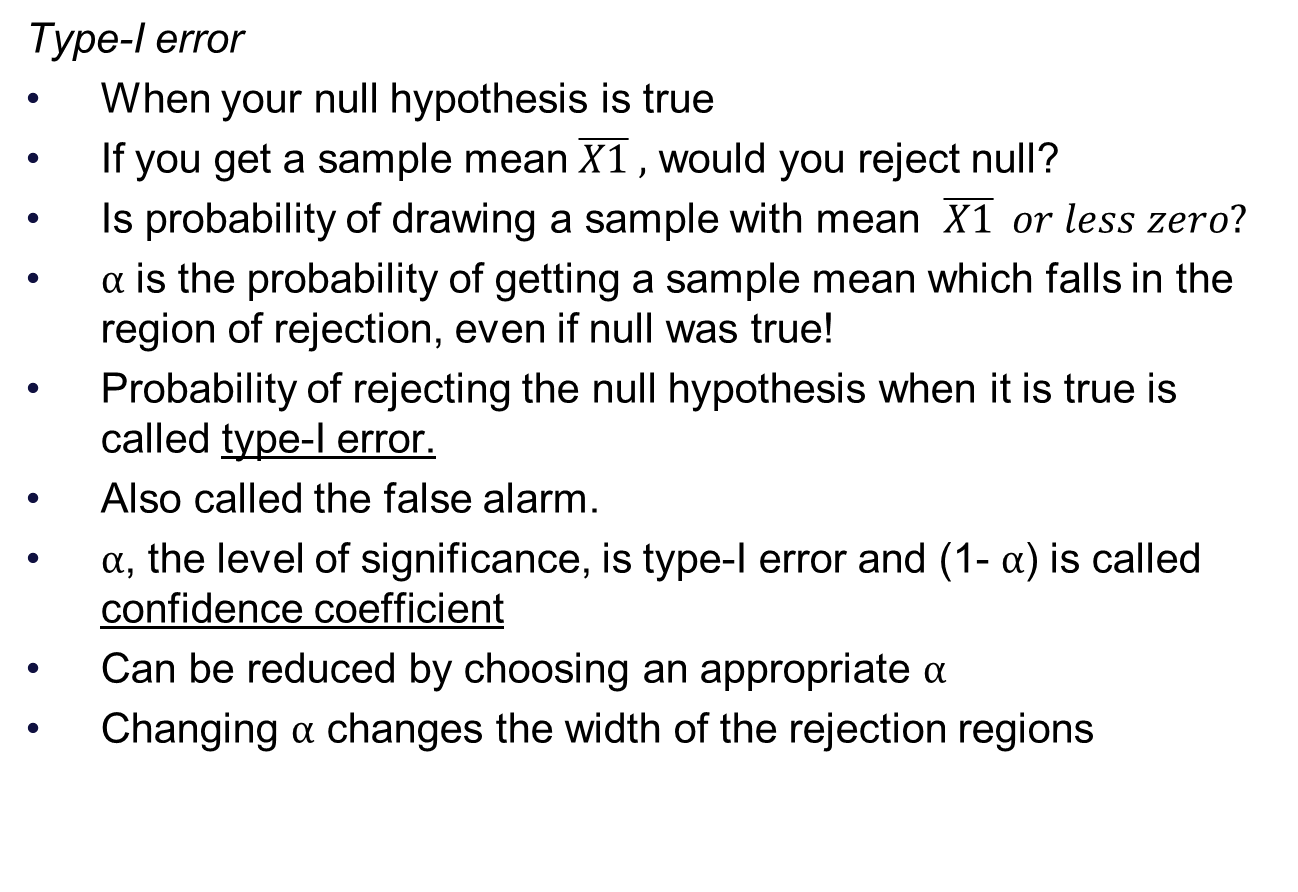 Type-I error
• When your null hypothesis is true
• If you get a sample mean X̅1̅ , would you reject null?
• Is probability of drawing a sample with mean X̅1̅ or less zero?
• α is the probability of getting a sample mean which falls in the
region of rejection, even if null was true!
• Probability of rejecting the null hypothesis when it is true is
called type-I error.
• Also called the false alarm.
• α, the level of significance, is type-I error and (1- α) is called
confidence coefficient
• Can be reduced by choosing an appropriate α
• Changing α changes the width of the rejection regions